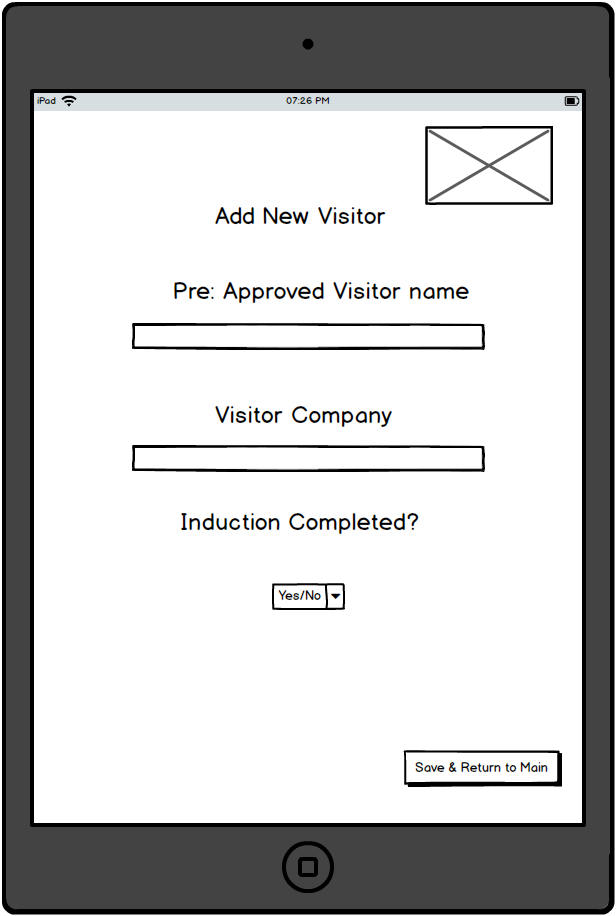 iPad 07:26 PM
Add New Visitor
Pre: Approved Visitor name
Visitor Company
Induction Completed?
Yes/No
Save & Return to Main